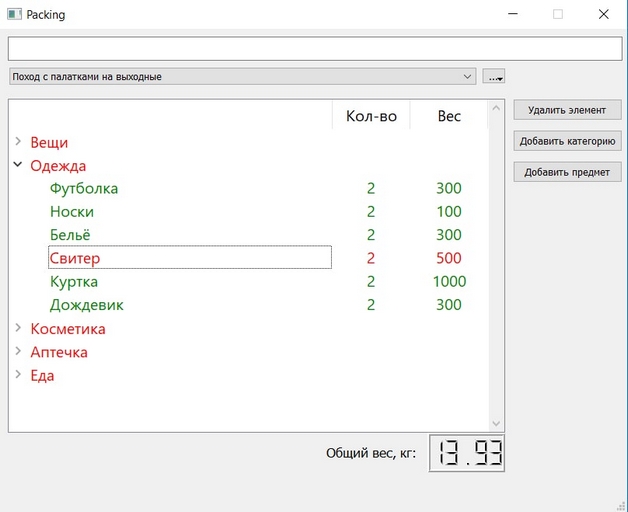 Packing
Поход с палатками на выходные
...
Кол-во Вес
Удалить элемент
Вещи
Добавить категорию
Одежда
Добавить предмет
Футболка 2 300
Носки 2 100
Бельё 2 300
Свитер 2 500
Куртка 2 1000
Дождевик 2 300
Косметика
Аптечка
Еда
Общий вес, кг: 13.93